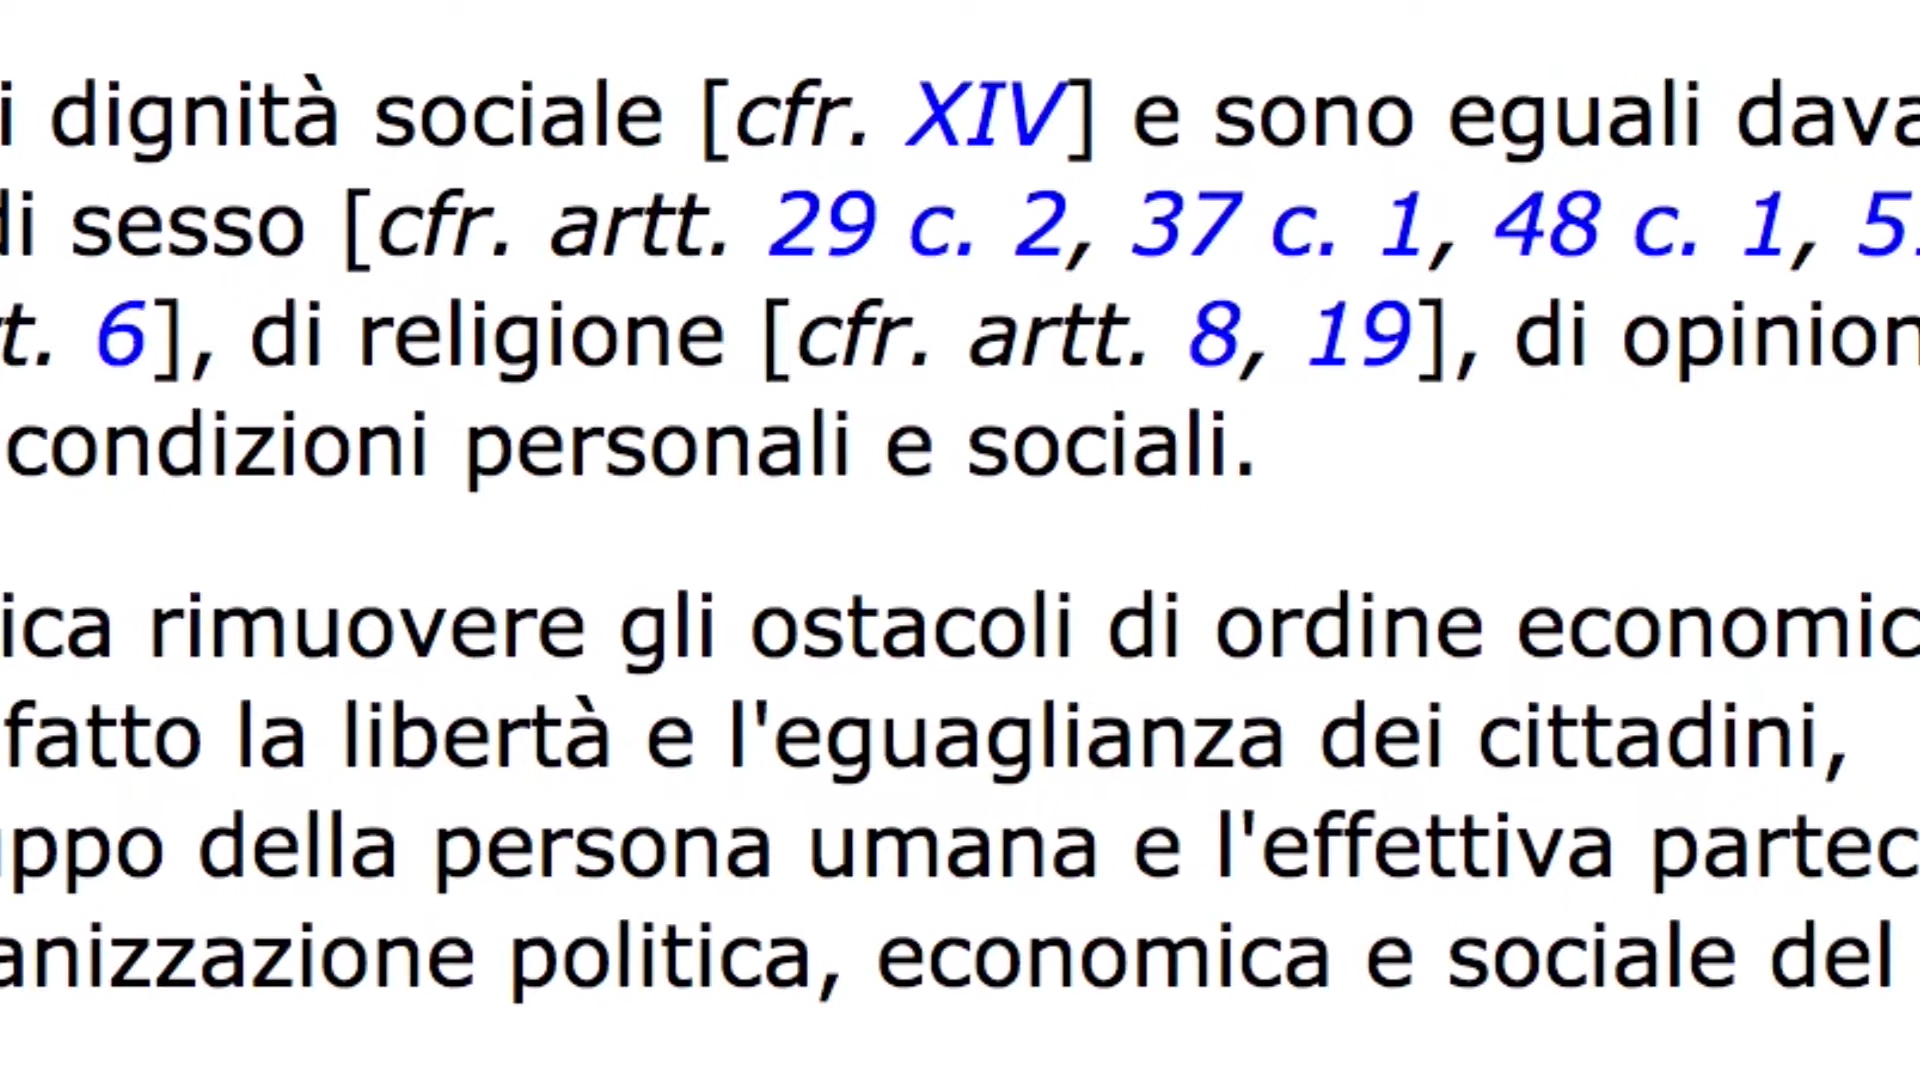 i dignità sociale [cfr. XIV] e sono eguali dava
di sesso [cfr. artt. 29 c. 2, 37 c. 1, 48 c. 1, 51
t. 6], di religione [cfr. artt. 8, 19], di opinion
condizioni personali e sociali.
ica rimuovere gli ostacoli di ordine economic
fatto la libertà e l'eguaglianza dei cittadini,
uppo della persona umana e l'effettiva partec
anizzazione politica, economica e sociale del